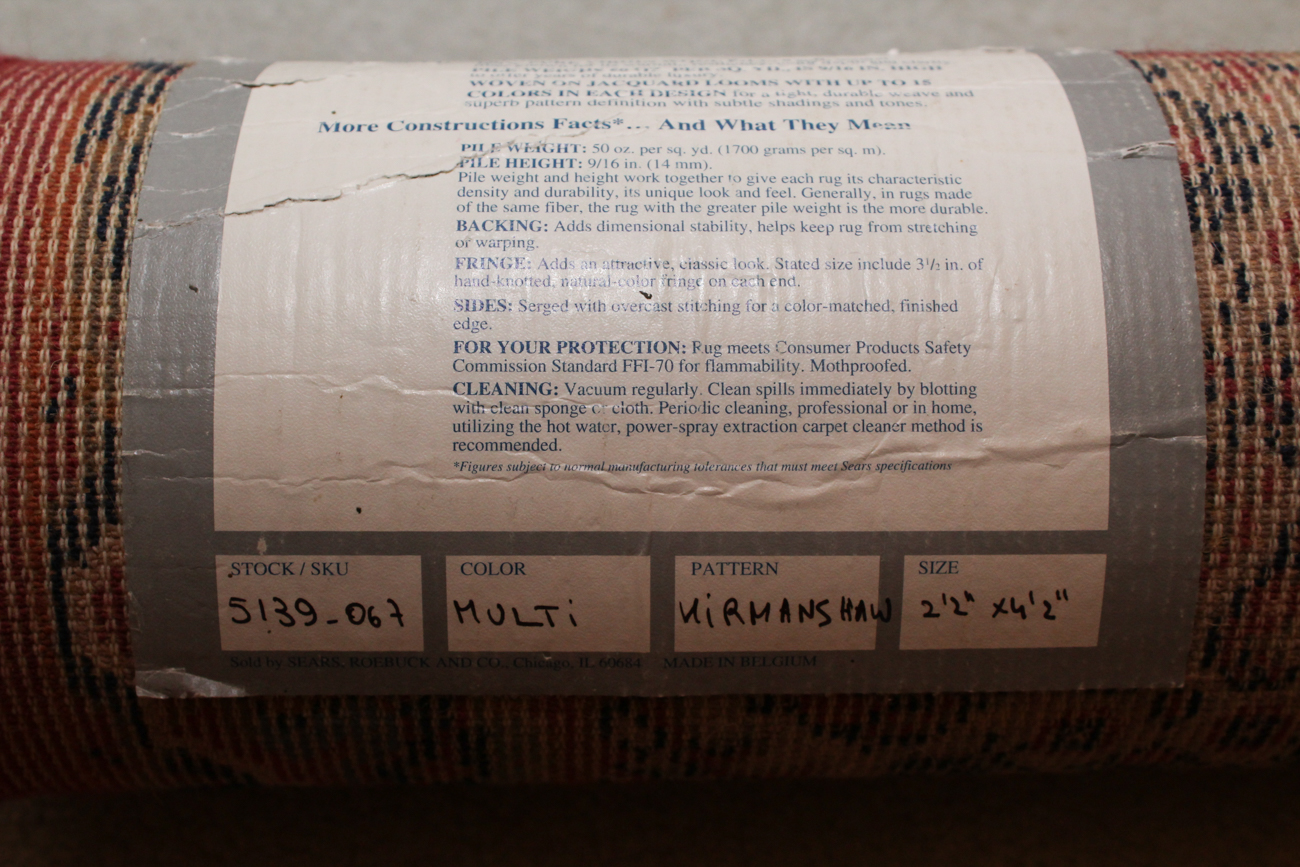 PILE WEIGHT
WOVEN ON JACQUARD LOOMS WITH UP TO 15
COLORS IN EACH DESIGN for a tight, durable weave and
superb pattern definition with subtle shadings and tones.
More Constructions Facts*... And What They Mean
PILE WEIGHT: 50 oz. per sq. yd. (1700 grams per sq. m).
PILE HEIGHT: 9/16 in. (14 mm).
Pile weight and height work together to give each rug its characteristic
density and durability, its unique look and feel. Generally, in rugs made
of the same fiber, the rug with the greater pile weight is the more durable.
BACKING: Adds dimensional stability, helps keep rug from stretching
or warping.
FRINGE: Adds an attractive, classic look. Stated size include 3 1/2 in. of
hand-knotted, natural-color fringe on each end.
SIDES: Serged with overcast stitching for a color-matched, finished
edge.
FOR YOUR PROTECTION: Rug meets Consumer Products Safety
Commission Standard FFI-70 for flammability. Mothproofed.
CLEANING: Vacuum regularly. Clean spills immediately by blotting
with clean sponge or cloth. Periodic cleaning, professional or in home,
utilizing the hot water, power-spray extraction carpet cleaner method is
recommended.
*Figures subject to normal manufacturing tolerances that must meet Sears specifications
STOCK / SKU COLOR PATTERN SIZE
5139-067 MULTi KiRMANSHAW 2'2" x4'2"
Sold by SEARS, ROEBUCK AND CO., Chicago, IL 60684 MADE IN BELGIUM